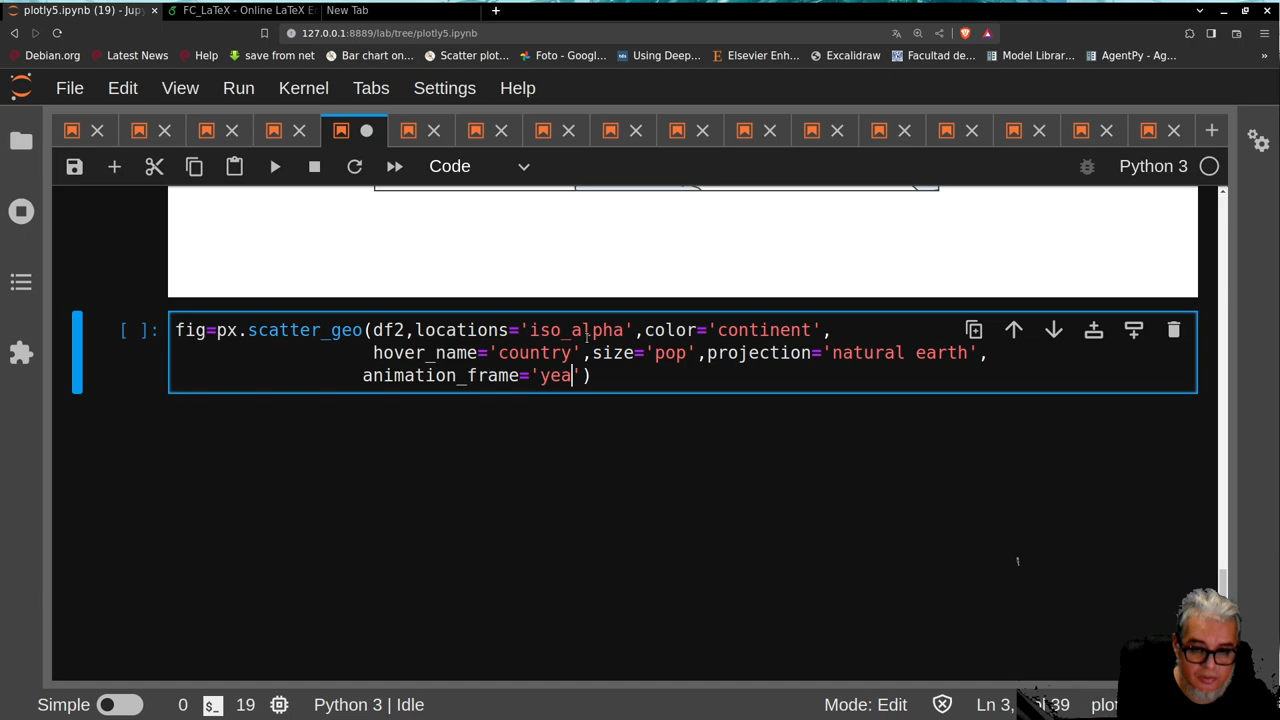 plotly5.ipynb (19) - Jup
FC_LaTeX - Online LaTeX E
New Tab
127.0.0.1:8889/lab/tree/plotly5.ipynb
Debian.org
Latest News
Help
save from net
Bar chart on...
Scatter plot...
Foto - Googl...
Using Deep...
Elsevier Enh...
Excalidraw
Facultad de...
Model Librar...
AgentPy - Ag...
»
File Edit View Run Kernel Tabs Settings Help
Code
Python 3
[ ]:
fig=px.scatter_geo(df2,locations='iso_alpha',color='continent',
hover_name='country',size='pop',projection='natural earth',
animation_frame='yea')
Simple
0
19
Python 3 | Idle
Mode: Edit
Ln 3,
ol 39
plo